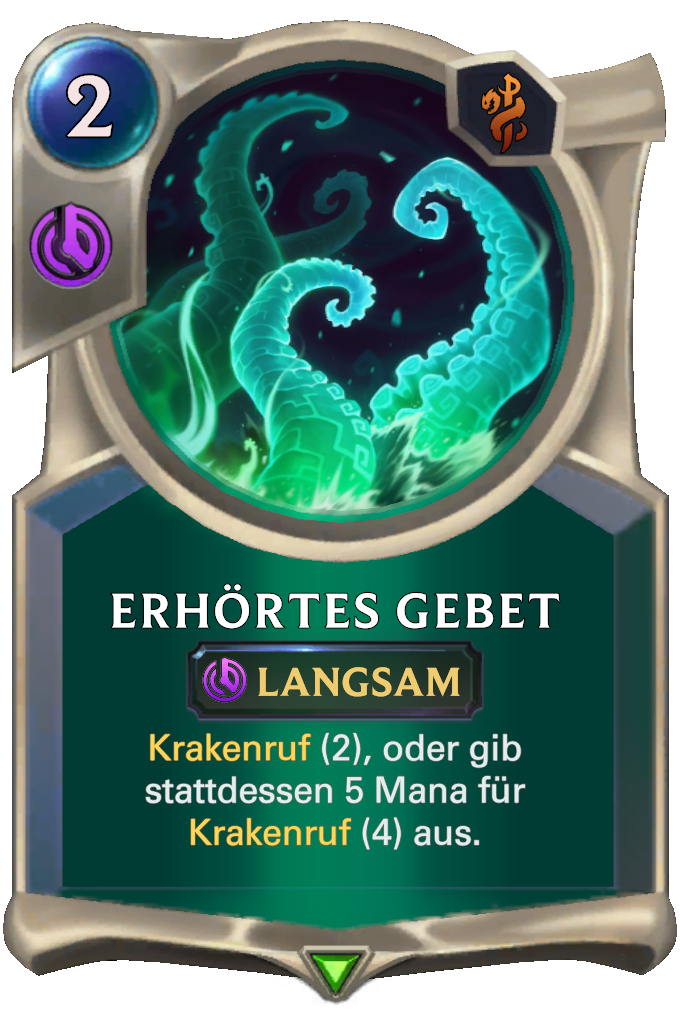 2
ERHÖRTES GEBET
LANGSAM
Krakenruf (2), oder gib
stattdessen 5 Mana für
Krakenruf (4) aus.